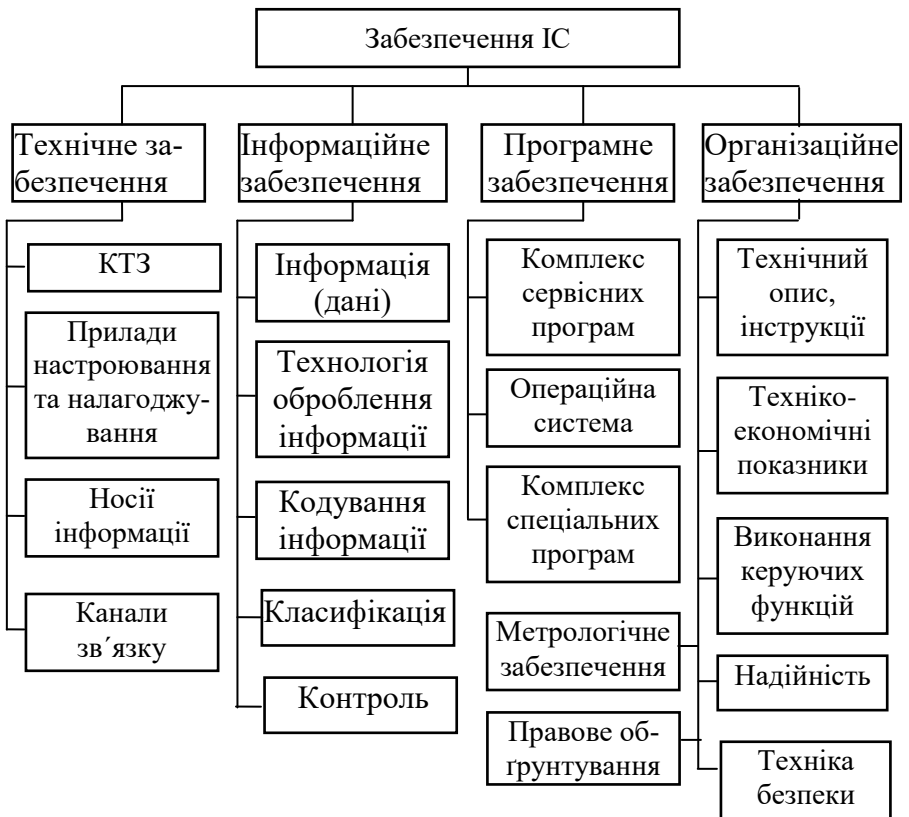 Забезпечення ІС
Технічне за-
безпечення
Інформаційне
забезпечення
Програмне
забезпечення
Організаційне
забезпечення
КТЗ
Прилади
настроювання
та налагоджу-
вання
Носії
інформації
Канали
зв´язку
Інформація
(дані)
Технологія
оброблення
інформації
Кодування
інформації
Класифікація
Контроль
Комплекс
сервісних
програм
Операційна
система
Комплекс
спеціальних
програм
Метрологічне
забезпечення
Правове об-
ґрунтування
Технічний
опис,
інструкції
Техніко-
економічні
показники
Виконання
керуючих
функцій
Надійність
Техніка
безпеки